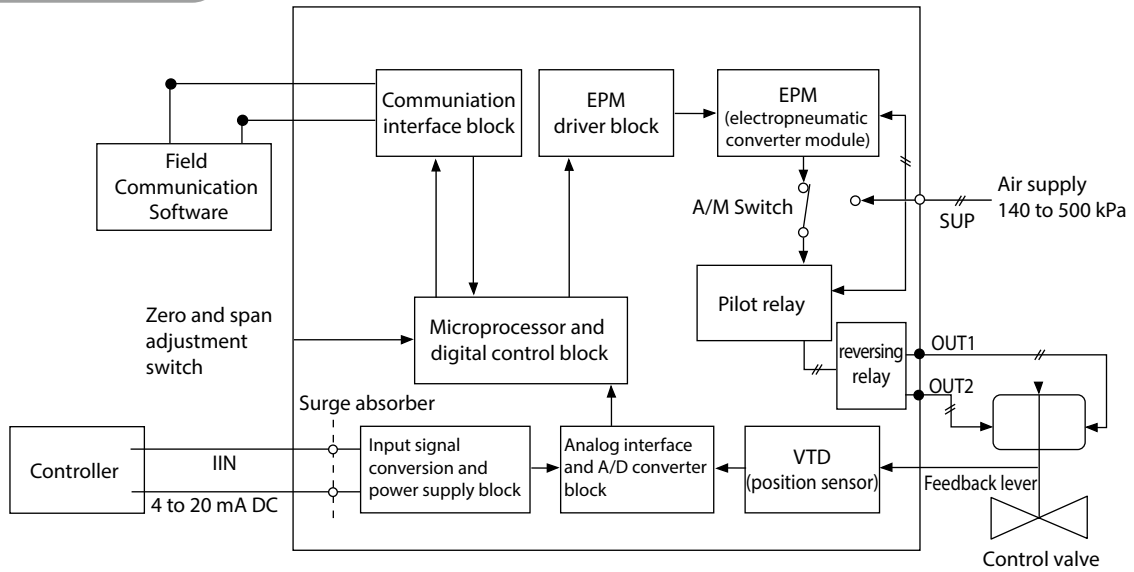 Communiation
interface block
EPM
driver block
EPM
(electropneumatic
converter module)
Field
Communication
Software
A/M Switch
SUP
Air supply
140 to 500 kPa
Pilot relay
Zero and span
adjustment
switch
Microprocessor and
digital control block
reversing
relay
OUT1
OUT2
Surge absorber
Controller
IIN
4 to 20 mA DC
Input signal
conversion and
power supply block
Analog interface
and A/D converter
block
VTD
(position sensor)
Feedback lever
Control valve